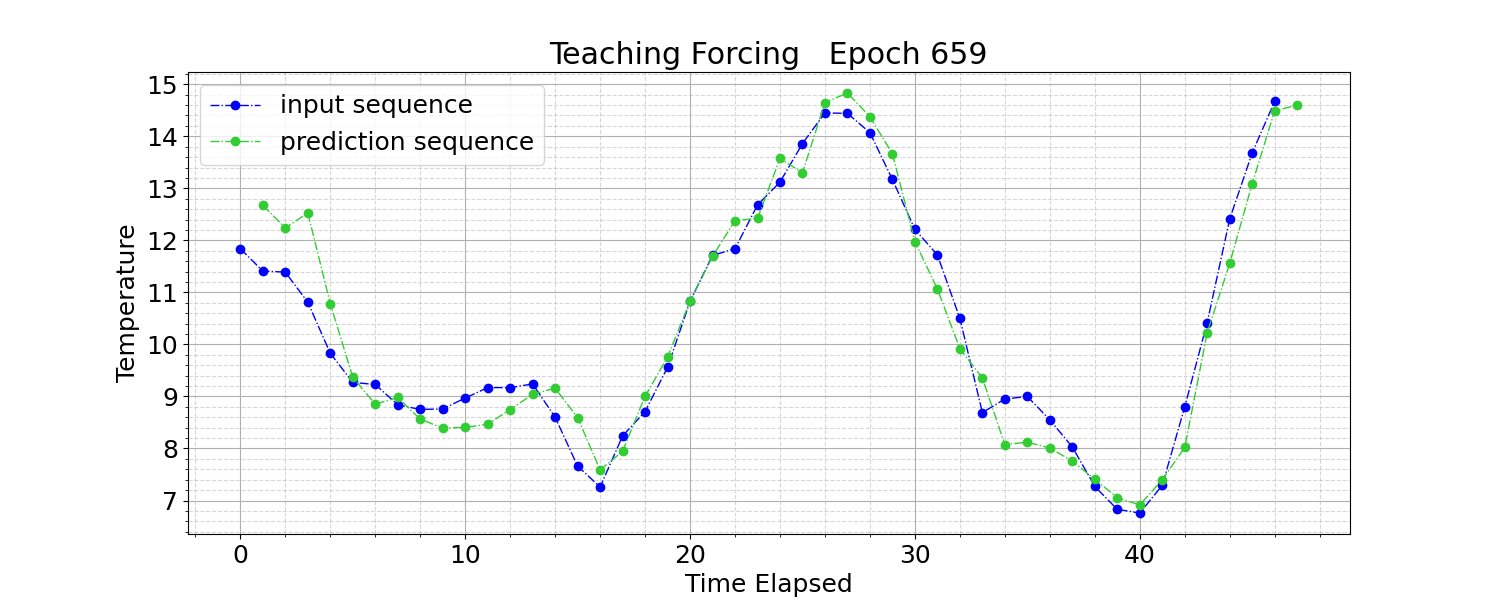 Teaching Forcing   Epoch 659
15
14
13
12
11
10
9
8
7
Temperature
input sequence
prediction sequence
0 10 20 30 40
Time Elapsed